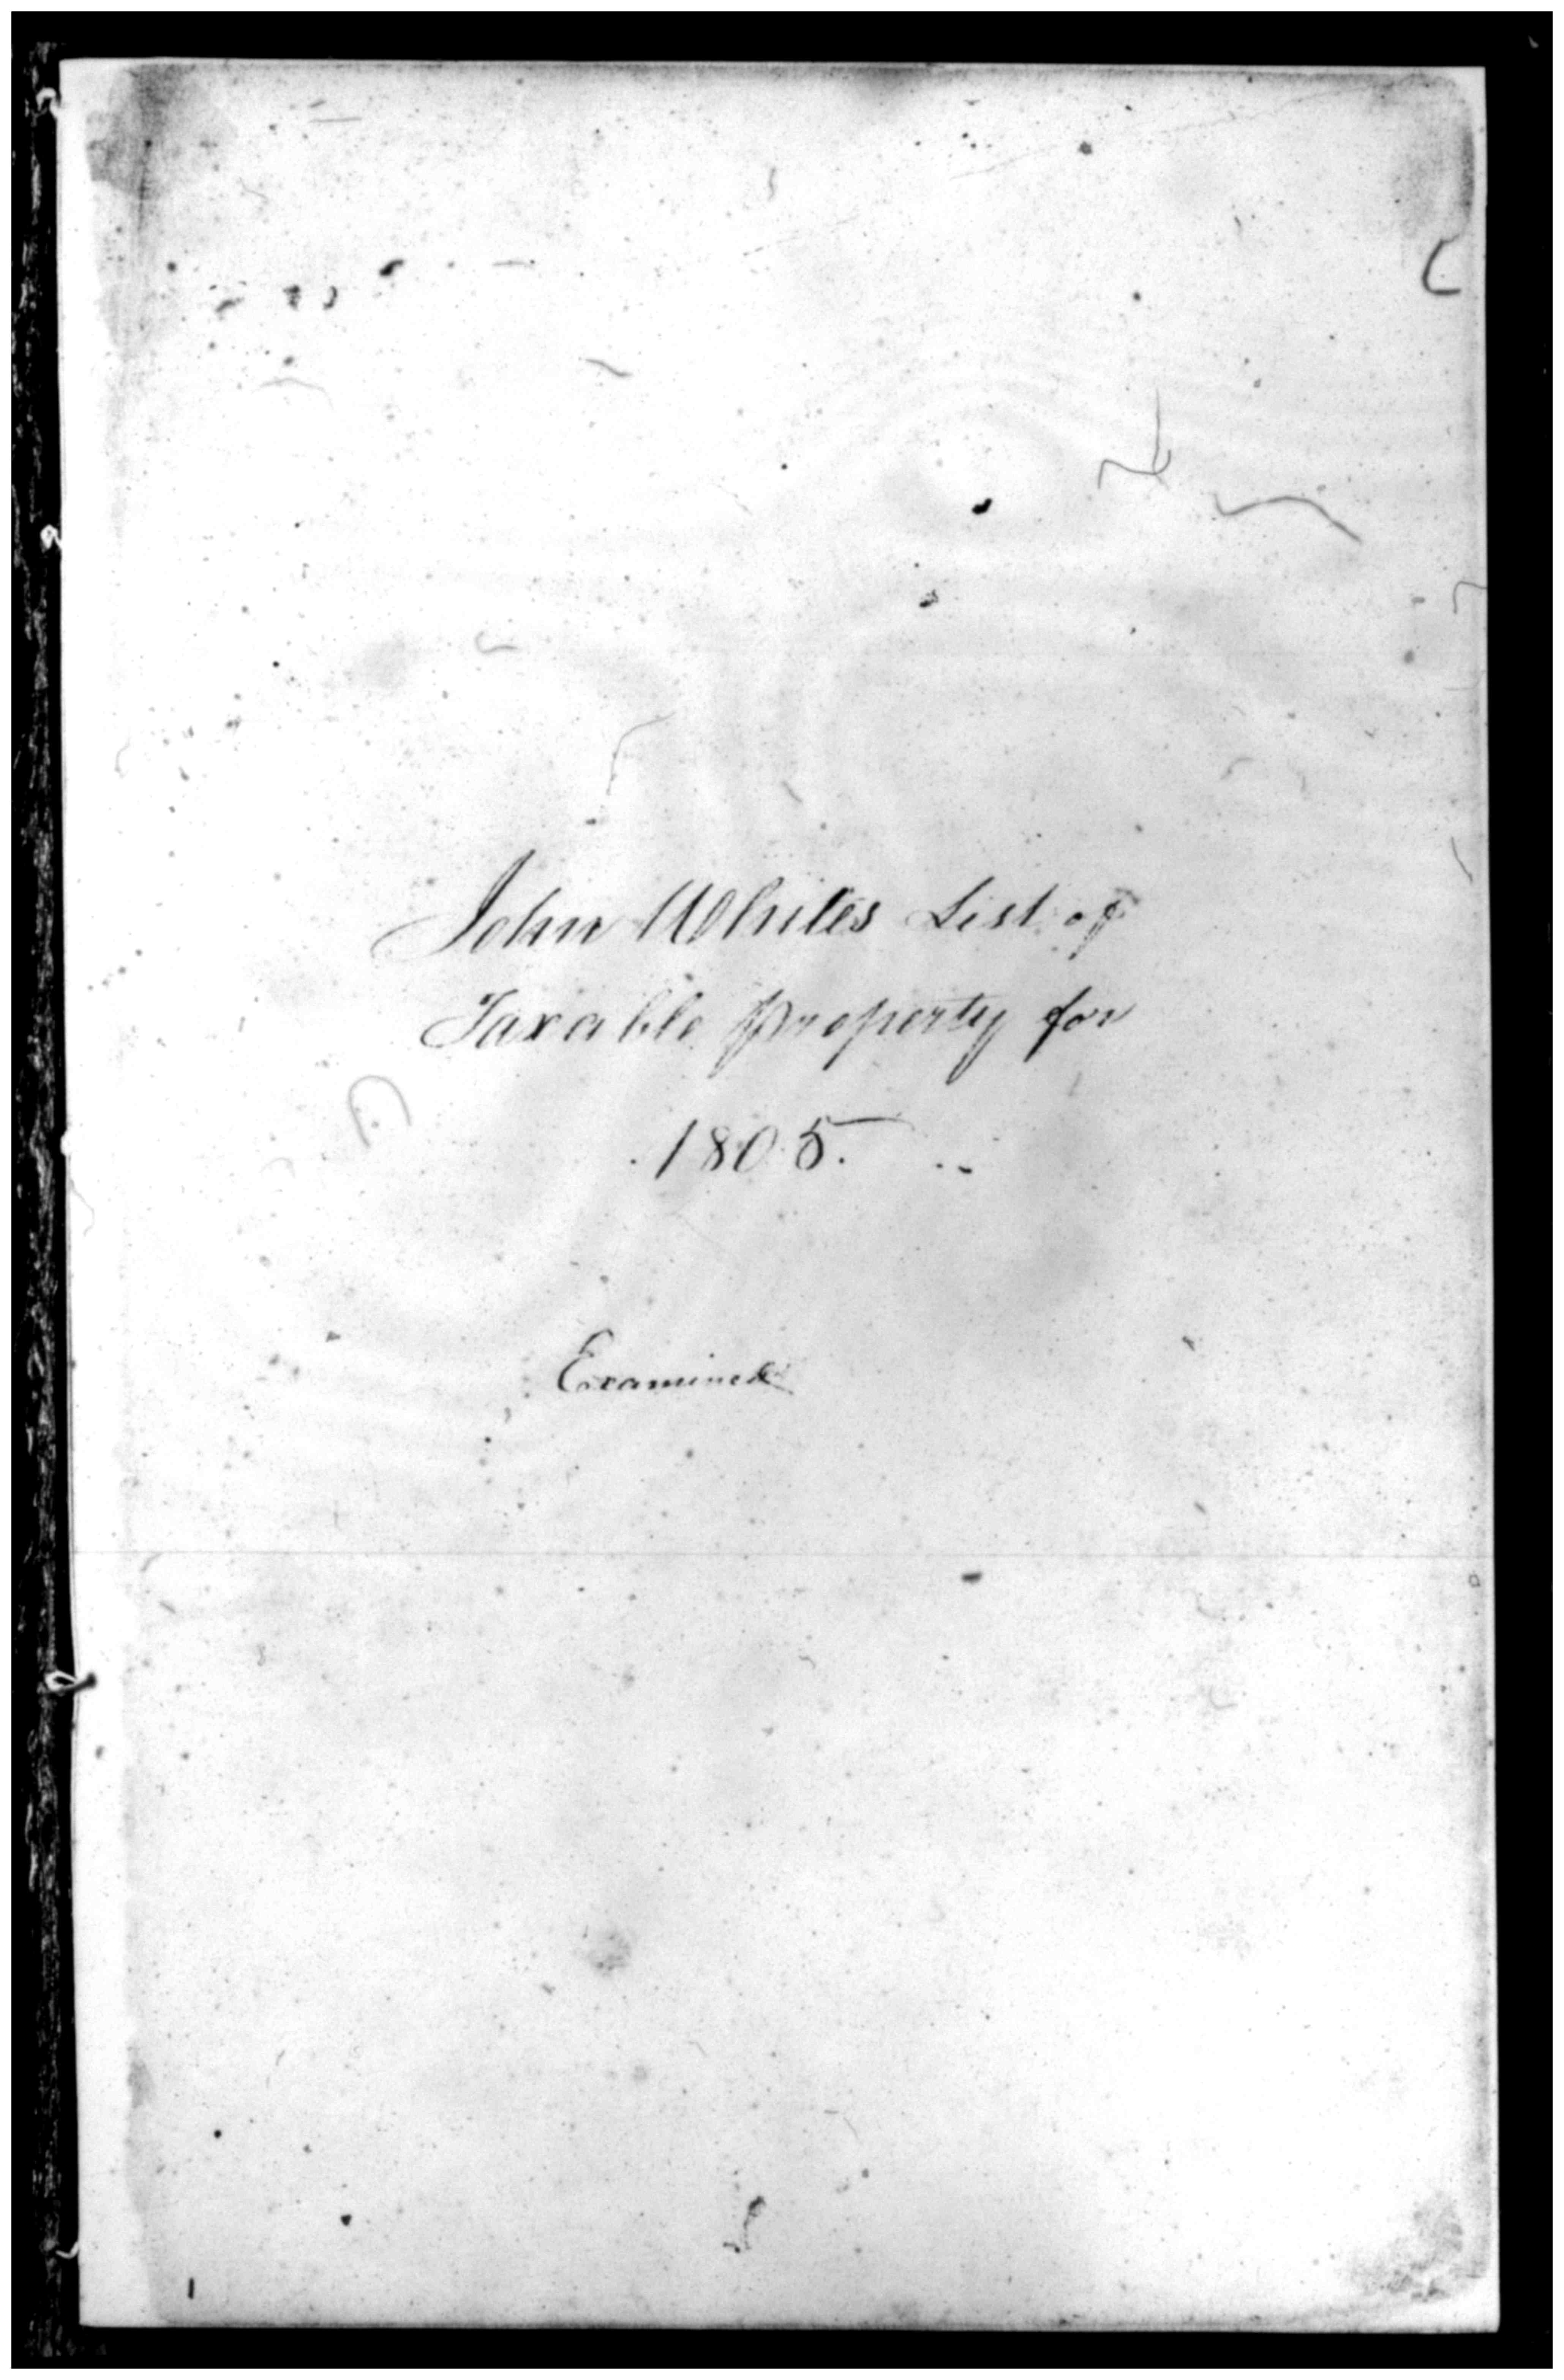 John Whites List of
Taxable property for
1805.
Examined